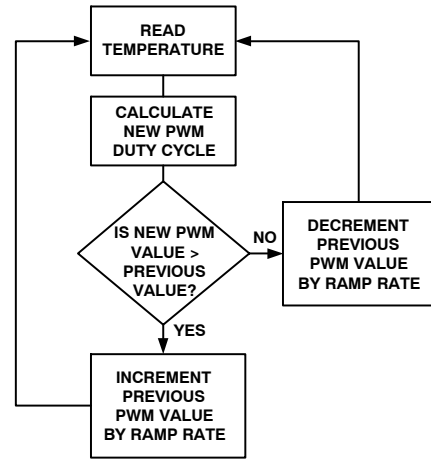 READ
TEMPERATURE
CALCULATE
NEW PWM
DUTY CYCLE
IS NEW PWM
VALUE >
PREVIOUS
VALUE?
NO
DECREMENT
PREVIOUS
PWM VALUE
BY RAMP RATE
YES
INCREMENT
PREVIOUS
PWM VALUE
BY RAMP RATE